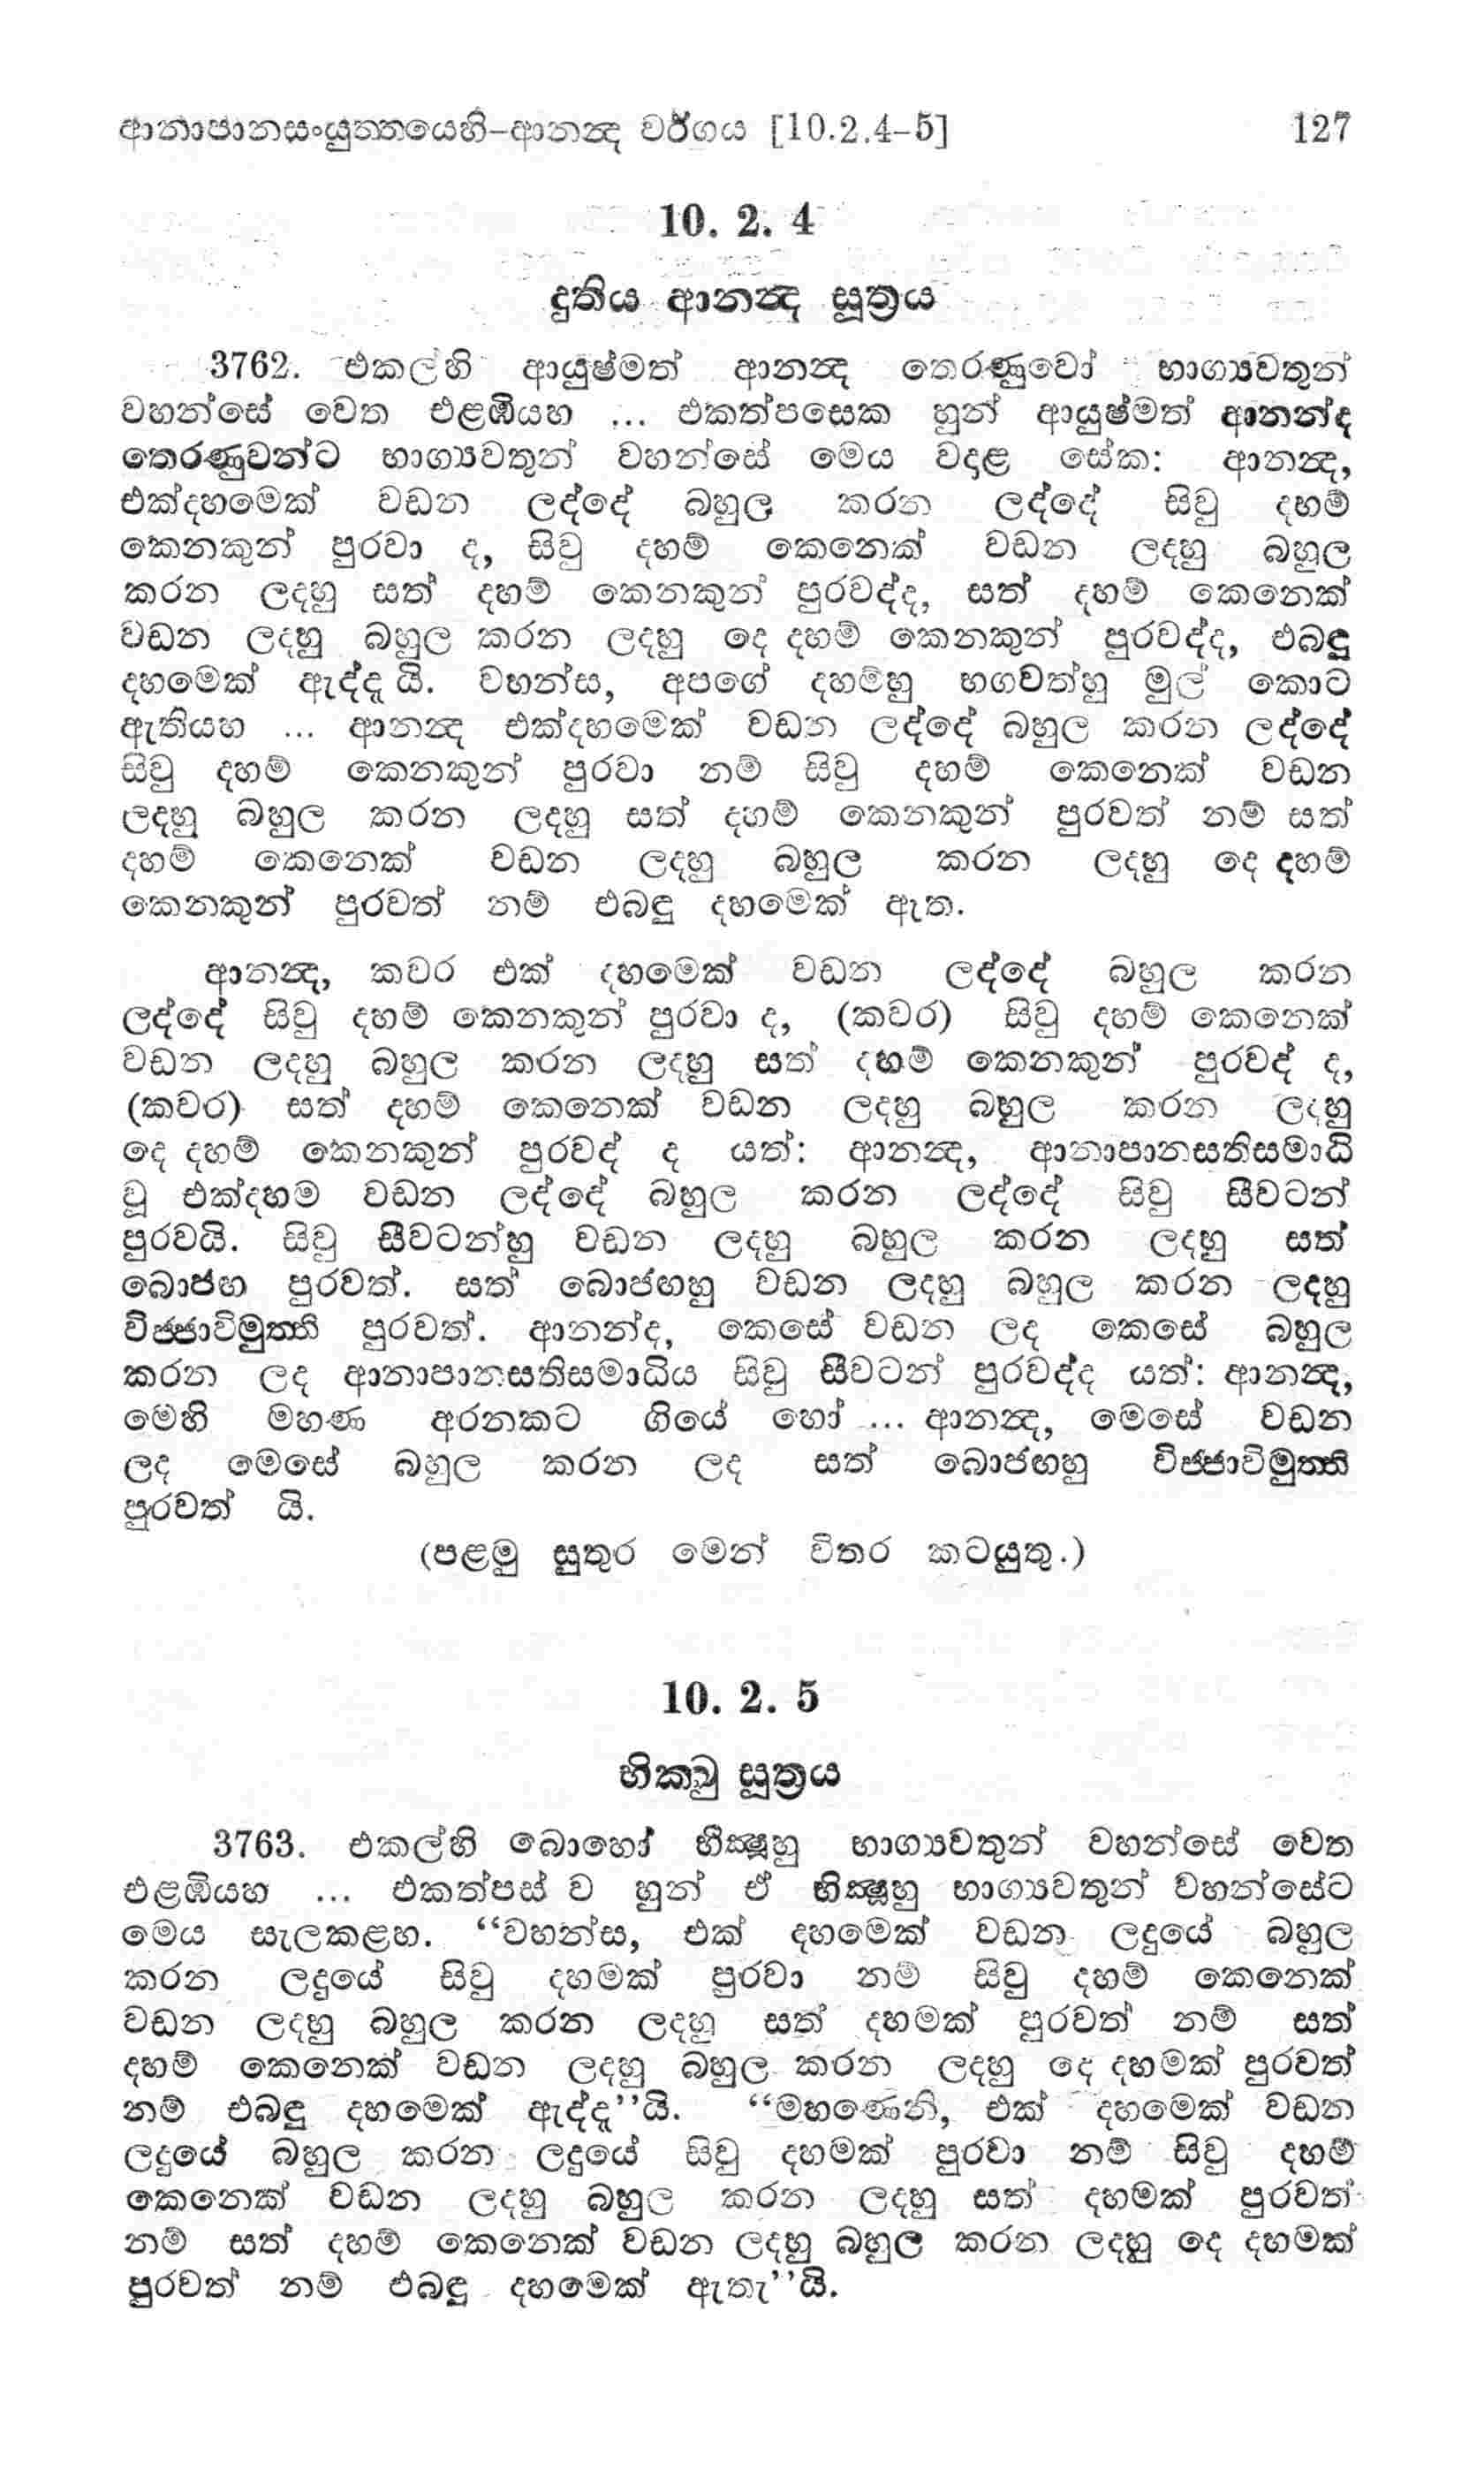 ආනාපානසංයුත්තයෙහි–ආනන්‍ද වර්ගය [10.2.4–5] 127
10. 2. 4
දුතිය ආනන්‍ද සූත්‍රය
3762. එකල්හි ආයුෂ්මත් ආනන්‍ද තෙරණුවෝ භාග්‍යවතුන්
වහන්සේ වෙත එළඹියහ ... එකත්පසෙක හුන් ආයුෂ්මත් ආනන්ද
තෙරණුවන්ට භාග්‍යවතුන් වහන්සේ මෙය වදාළ සේක: ආනන්‍ද,
එක්දහමෙක් වඩන ලද්දේ බහුල කරන ලද්දේ සිවු දහම්
කෙනකුන් පුරවා ද, සිවු දහම් කෙනෙක් වඩන ලදහු බහුල
කරන ලදහු සත් දහම් කෙනකුන් පුරවද්ද, සත් දහම් කෙනෙක්
වඩන ලදහු බහුල කරන ලදහු දෙ දහම් කෙනකුන් පුරවද්ද, එබඳු
දහමෙක් ඇද්දැ යි. වහන්ස, අපගේ දහම්හු භගවත්හු මුල් කොට
ඇතියහ ... ආනන්‍ද එක්දහමෙක් වඩන ලද්දේ බහුල කරන ලද්දේ
සිවු දහම් කෙනකුන් පුරවා නම් සිවු දහම් කෙනෙක් වඩන
ලදහු බහුල කරන ලදහු සත් දහම් කෙනකුන් පුරවත් නම් සත්
දහම් කෙනෙක් වඩන ලදහු බහුල කරන ලදහු දෙ දහම්
කෙනකුන් පුරවත් නම් එබඳු දහමෙක් ඇත.
ආනන්‍ද, කවර එක් දහමෙක් වඩන ලද්දේ බහුල කරන
ලද්දේ සිවු දහම් කෙනකුන් පුරවා ද, (කවර) සිවු දහම් කෙනෙක්
වඩන ලදහු බහුල කරන ලදහු සත් දහම් කෙනකුන් පුරවද් ද,
(කවර) සත් දහම් කෙනෙක් වඩන ලදහු බහුල කරන ලදහු
දෙ දහම් කෙනකුන් පුරවද් ද යත්: ආනන්‍ද, ආනාපානසතිසමාධි
වූ එක්දහම වඩන ලද්දේ බහුල කරන ලද්දේ සිවු සීවටන්
පුරවයි. සිවු සීවටන්හු වඩන ලදහු බහුල කරන ලදහු සත්
බොජඟ පුරවත්. සත් බොජඟහු වඩන ලදහු බහුල කරන ලදහු
විජ්ජාවිමුත්ති පුරවත්. ආනන්ද, කෙසේ වඩන ලද කෙසේ බහුල
කරන ලද ආනාපානසතිසමාධිය සිවු සීවටන් පුරවද්ද යත්: ආනන්‍ද,
මෙහි මහණ අරනකට ගියේ හෝ ... ආනන්‍ද, මෙසේ වඩන
ලද මෙසේ බහුල කරන ලද සත් බොජඟහු විජ්ජාවිමුත්ති
පුරවත් යි.
(පළමු සුතුර මෙන් විතර කටයුතු.)
10. 2. 5
භික්ඛු සූත්‍රය
3763. එකල්හි බොහෝ භික්‍ෂූහු භාග්‍යවතුන් වහන්සේ වෙත
එළඹියහ ... එකත්පස් ව හුන් ඒ භික්‍ෂූහු භාග්‍යවතුන් වහන්සේට
මෙය සැලකළහ. “වහන්ස, එක් දහමෙක් වඩන ලදුයේ බහුල
කරන ලදුයේ සිවු දහමක් පුරවා නම් සිවු දහම් කෙනෙක්
වඩන ලදහු බහුල කරන ලදහු සත් දහමක් පුරවත් නම් සත්
දහම් කෙනෙක් වඩන ලදහු බහුල කරන ලදහු දෙ දහමක් පුරවත්
නම් එබඳු දහමෙක් ඇද්දැ”යි. “මහණෙනි, එක් දහමෙක් වඩන
ලදුයේ බහුල කරන ලදුයේ සිවු දහමක් පුරවා නම් සිවු දහම්
කෙනෙක් වඩන ලදහු බහුල කරන ලදහු සත් දහමක් පුරවත්
නම් සත් දහම් කෙනෙක් වඩන ලදහු බහුල කරන ලදහු දෙ දහමක්
පුරවත් නම් එබඳු දහමෙක් ඇතැ”යි.